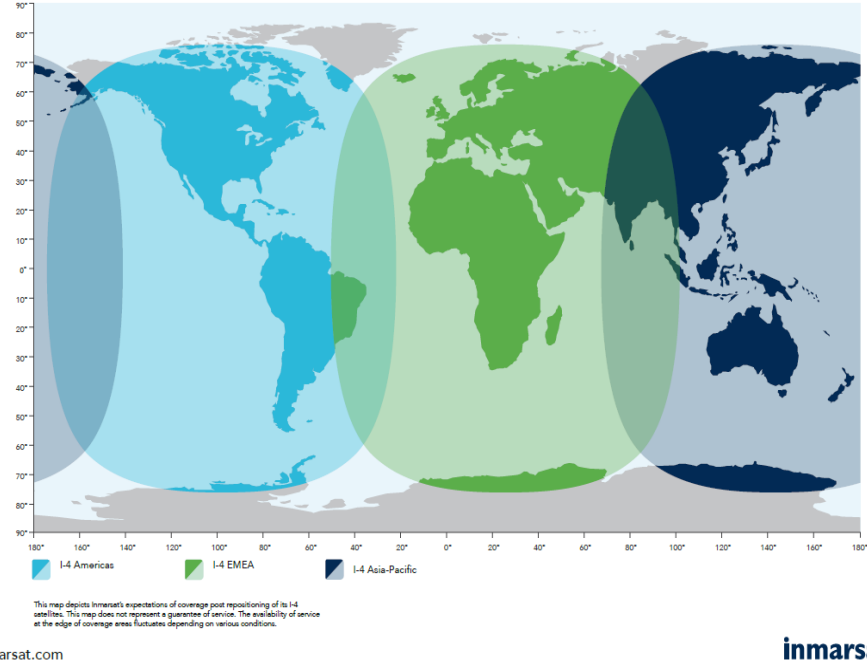 90°
80°
70°
60°
50°
40°
30°
20°
10°
0°
10°
20°
30°
40°
50°
60°
70°
80°
90°
180° 160° 140° 120° 100° 80° 60° 40° 20° 0° 20° 40° 60° 80° 100° 120° 140° 160° 180°
I-4 Americas I-4 EMEA I-4 Asia-Pacific
This map depicts Inmarsat's expectations of coverage post repositioning of its I-4
satellites. This map does not represent a guarantee of service. The availability of service
at the edge of coverage areas fluctuates depending on various conditions.
arsat.com
inmars